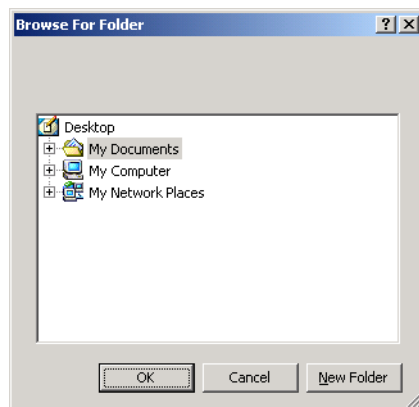 Browse For Folder
Desktop
My Documents
My Computer
My Network Places
OK
Cancel
New Folder